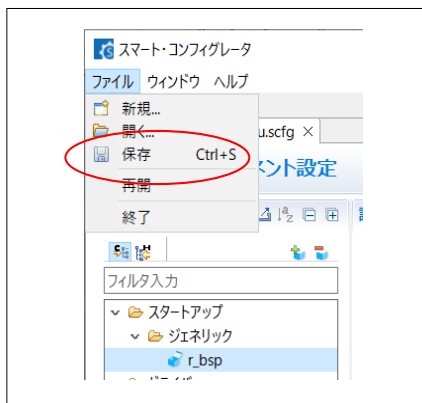 スマート・コンフィグレータ
ファイル ウィンドウ ヘルプ
新規...
開く...
u.scfg ×
保存 Ctrl+S
ント設定
再開
終了
フィルタ入力
スタートアップ
ジェネリック
r_bsp